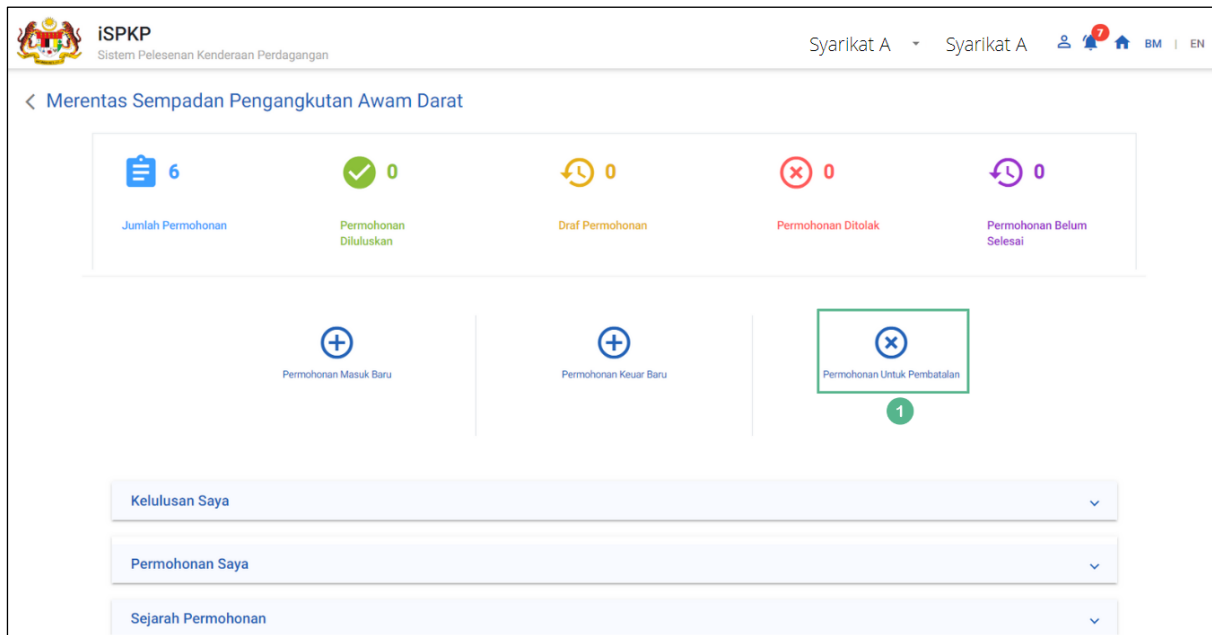 iSPKP
Sistem Pelesenan Kenderaan Perdagangan
Syarikat A Syarikat A 7 BM | EN
Merentas Sempadan Pengangkutan Awam Darat
6 0 0 0 0
Jumlah Permohonan Permohonan Draf Permohonan Permohonan Ditolak Permohonan Belum
Diluluskan Selesai
Permohonan Masuk Baru Permohonan Keuar Baru Permohonan Untuk Pembatalan
1
Kelulusan Saya
Permohonan Saya
Sejarah Permohonan